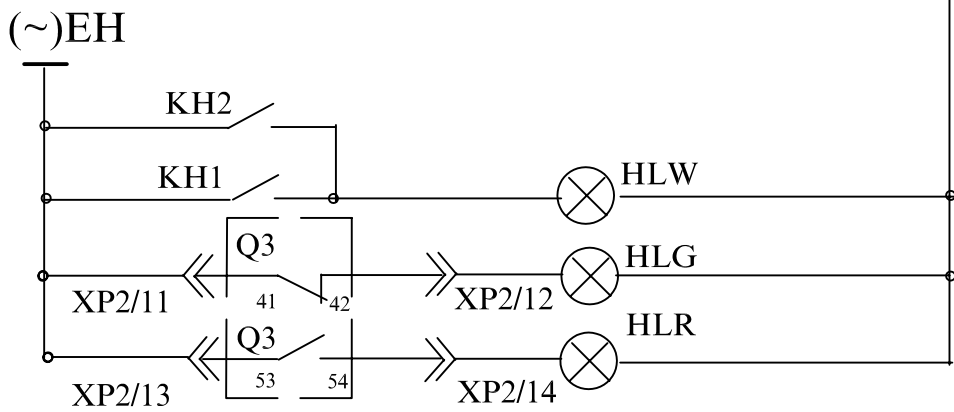 (~)EH
KH2
KH1
HLW
Q3
HLG
41
42
XP2/11
XP2/12
Q3
HLR
53
54
XP2/13
XP2/14